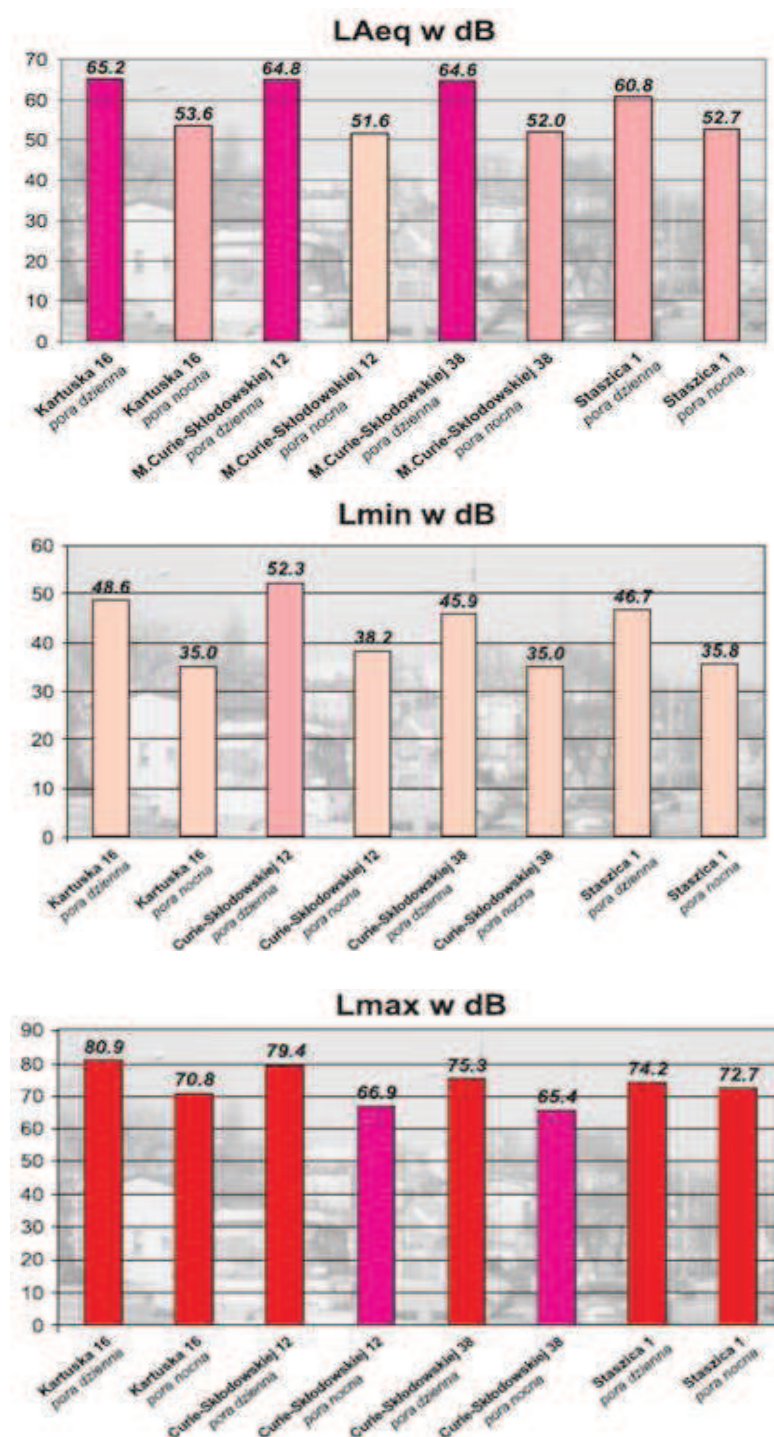 LAeq w dB
70
60
50
40
30
20
10
0
65.2
53.6
64.8
51.6
64.6
52.0
60.8
52.7
Kartuska 16
pora dzienna
Kartuska 16
pora nocna
M.Curie-Skłodowskiej 12
pora dzienna
M.Curie-Skłodowskiej 12
pora nocna
M.Curie-Skłodowskiej 38
pora dzienna
M.Curie-Skłodowskiej 38
pora nocna
Staszica 1
pora dzienna
Staszica 1
pora nocna
Lmin w dB
60
50
40
30
20
10
0
48.6
35.0
52.3
38.2
45.9
35.0
46.7
35.8
Kartuska 16
pora dzienna
Kartuska 16
pora nocna
Curie-Skłodowskiej 12
pora dzienna
Curie-Skłodowskiej 12
pora nocna
Curie-Skłodowskiej 38
pora dzienna
Curie-Skłodowskiej 38
pora nocna
Staszica 1
pora dzienna
Staszica 1
pora nocna
Lmax w dB
90
80
70
60
50
40
30
20
10
0
80.9
70.8
79.4
66.9
75.3
65.4
74.2
72.7
Kartuska 16
pora dzienna
Kartuska 16
pora nocna
Curie-Skłodowskiej 12
pora dzienna
Curie-Skłodowskiej 12
pora nocna
Curie-Skłodowskiej 38
pora dzienna
Curie-Skłodowskiej 38
pora nocna
Staszica 1
pora dzienna
Staszica 1
pora nocna